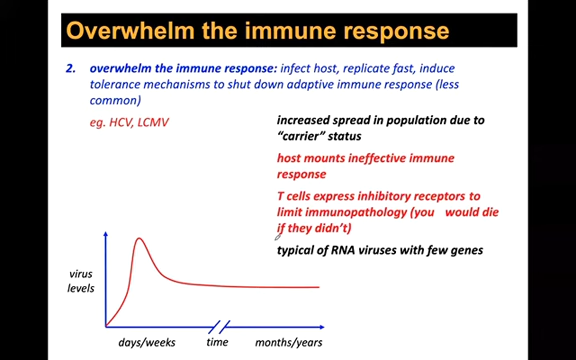 Overwhelm the immune response
2. overwhelm the immune response: infect host, replicate fast, induce
tolerance mechanisms to shut down adaptive immune response (less
common)
eg. HCV, LCMV
increased spread in population due to
"carrier" status
host mounts ineffective immune
response
T cells express inhibitory receptors to
limit immunopathology (you would die
if they didn't)
typical of RNA viruses with few genes
virus
levels
days/weeks
time
months/years